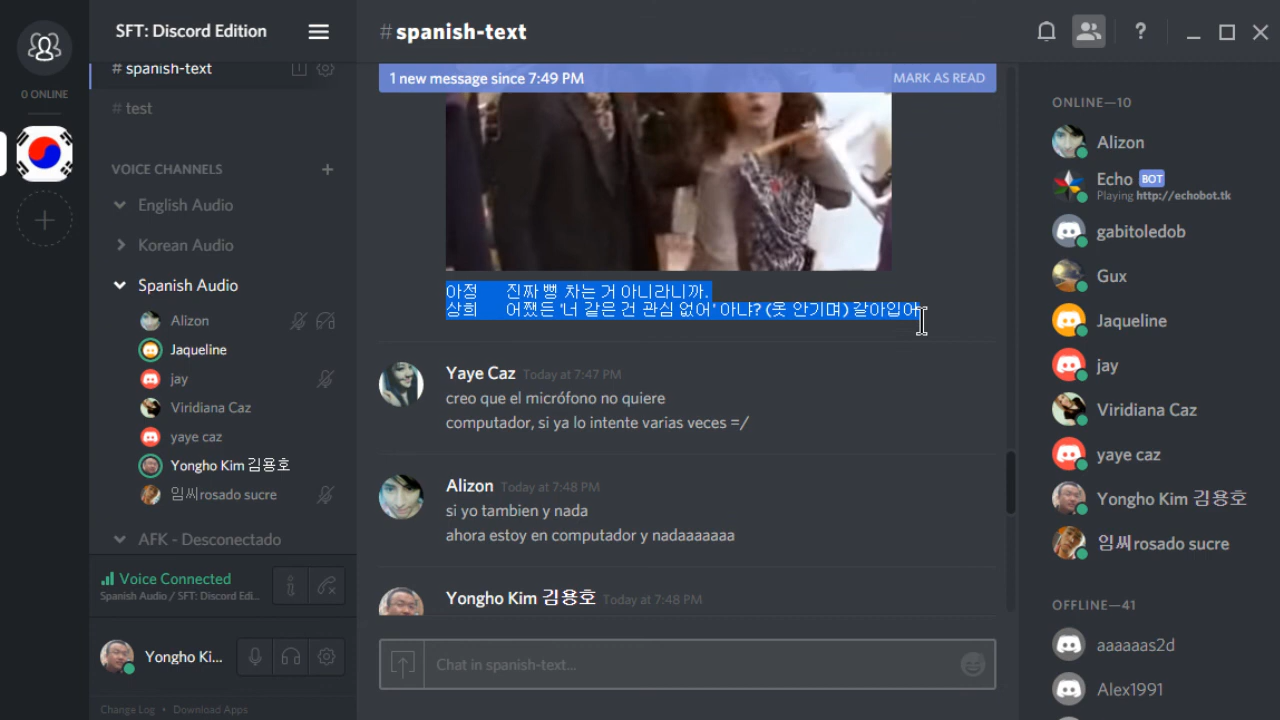 0 ONLINE
SFT: Discord Edition
# spanish-text
# test
VOICE CHANNELS
English Audio
Korean Audio
Spanish Audio
Alizon
Jaqueline
jay
Viridiana Caz
yaye caz
Yongho Kim 김용호
임씨rosado sucre
AFK - Desconectado
Voice Connected
Spanish Audio / SFT: Discord Edi...
Yongho Ki...
Change Log • Download Apps
# spanish-text
1 new message since 7:49 PM MARK AS READ
아정 진짜 뻥 차는 거 아니라니까.
상희 어쨌든 '너 같은 건 관심 없어' 아냐? (옷 안기며) 갈아입어
Yaye Caz Today at 7:47 PM
creo que el micrófono no quiere
computador, si ya lo intente varias veces =/
Alizon Today at 7:48 PM
si yo tambien y nada
ahora estoy en computador y nadaaaaaaa
Yongho Kim 김용호 Today at 7:48 PM
Chat in spanish-text...
?
ONLINE—10
Alizon
Echo BOT
Playing http://echobot.tk
gabitoledob
Gux
Jaqueline
jay
Viridiana Caz
yaye caz
Yongho Kim 김용호
임씨rosado sucre
OFFLINE—41
aaaaaas2d
Alex1991